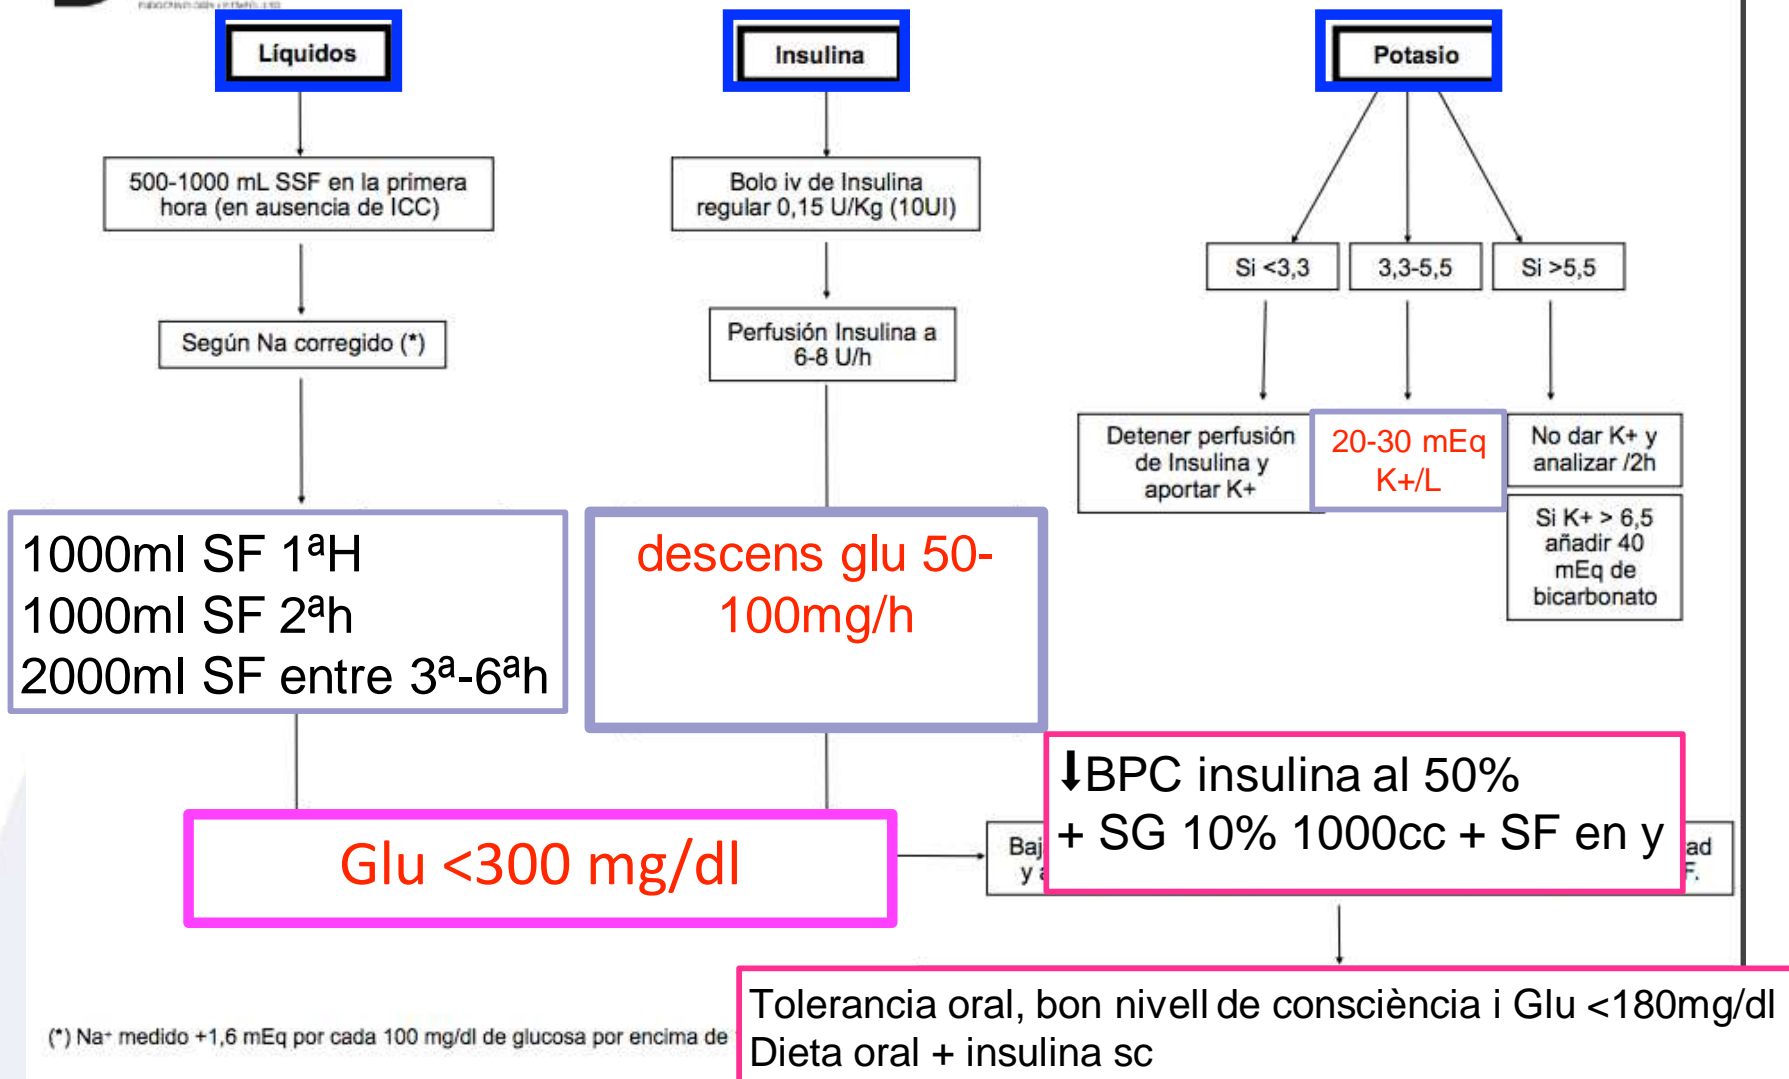 Líquidos
500-1000 mL SSF en la primera
hora (en ausencia de ICC)
Según Na corregido (*)
1000ml SF 1ªH
1000ml SF 2ªh
2000ml SF entre 3ª-6ªh
Insulina
Bolo iv de Insulina
regular 0,15 U/Kg (10UI)
Perfusión Insulina a
6-8 U/h
descens glu 50-
100mg/h
Potasio
Si <3,3
3,3-5,5
Si >5,5
Detener perfusión
de Insulina y
aportar K+
20-30 mEq
K+/L
No dar K+ y
analizar /2h
Si K+ > 6,5
añadir 40
mEq de
bicarbonato
Glu <300 mg/dl
⬇BPC insulina al 50%
+ SG 10% 1000cc + SF en y
Tolerancia oral, bon nivell de consciència i Glu <180mg/dl
Dieta oral + insulina sc
(*) Na⁺ medido +1,6 mEq por cada 100 mg/dl de glucosa por encima de